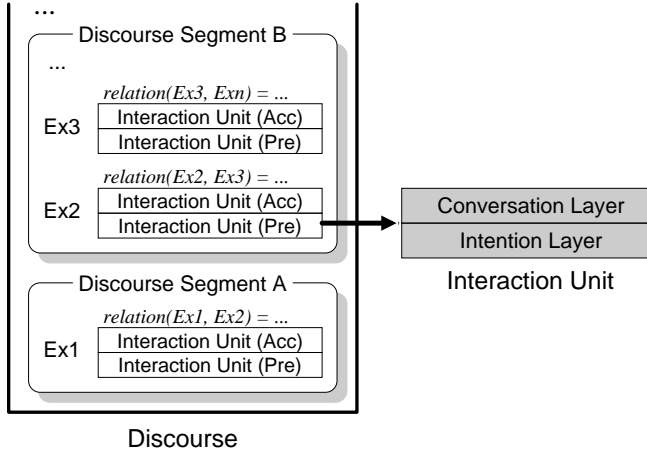 ...
Discourse Segment B
...
relation(Ex3, Exn) = ...
Ex3
Interaction Unit (Acc)
Interaction Unit (Pre)
relation(Ex2, Ex3) = ...
Ex2
Interaction Unit (Acc)
Interaction Unit (Pre)
Discourse Segment A
relation(Ex1, Ex2) = ...
Ex1
Interaction Unit (Acc)
Interaction Unit (Pre)
Discourse
Conversation Layer
Intention Layer
Interaction Unit